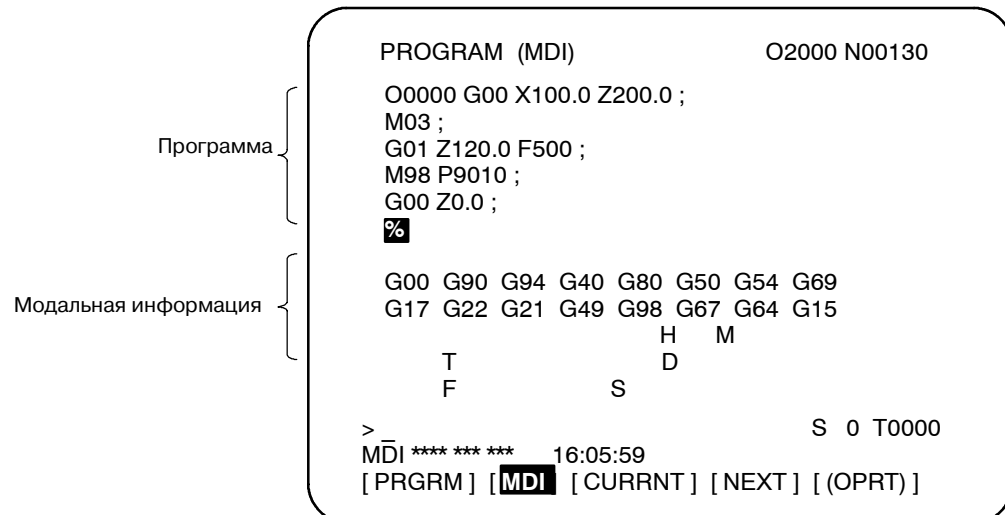 PROGRAM (MDI) O2000 N00130
O0000 G00 X100.0 Z200.0 ;
M03 ;
Программа
G01 Z120.0 F500 ;
M98 P9010 ;
G00 Z0.0 ;
%
G00 G90 G94 G40 G80 G50 G54 G69
Модальная информация
G17 G22 G21 G49 G98 G67 G64 G15
H M
T D
F S
> _ S 0 T0000
MDI **** *** *** 16:05:59
[ PRGRM ] [ MDI ] [ CURRNT ] [ NEXT ] [ (OPRT) ]